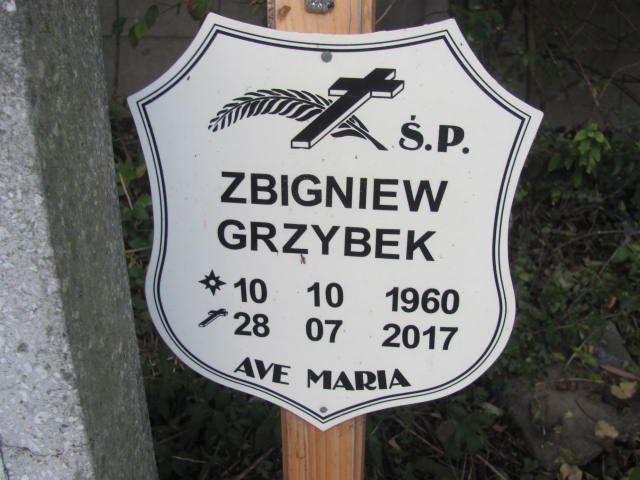 Ś.P.
ZBIGNIEW
GRZYBEK
10 10 1960
28 07 2017
AVE MARIA